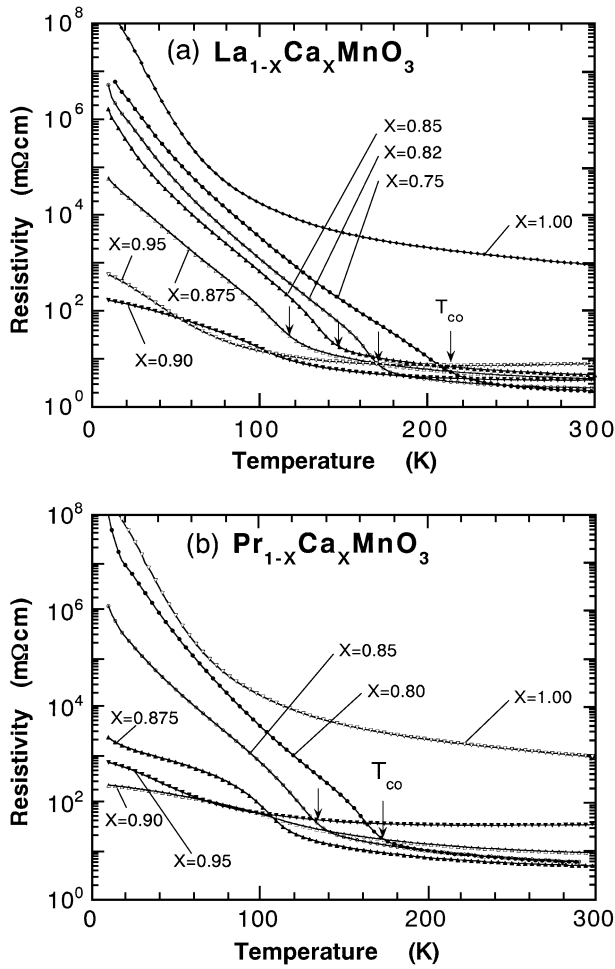 (a) La1-XCaXMnO3
10^8
10^6
10^4
10^2
10^0
Resistivity (mΩcm)
X=0.85
X=0.82
X=0.75
X=1.00
X=0.95
X=0.875
X=0.90
Tco
0 100 200 300
Temperature (K)
(b) Pr1-XCaXMnO3
10^8
10^6
10^4
10^2
10^0
Resistivity (mΩcm)
X=0.85
X=0.80
X=1.00
X=0.875
X=0.90
X=0.95
Tco
0 100 200 300
Temperature (K)